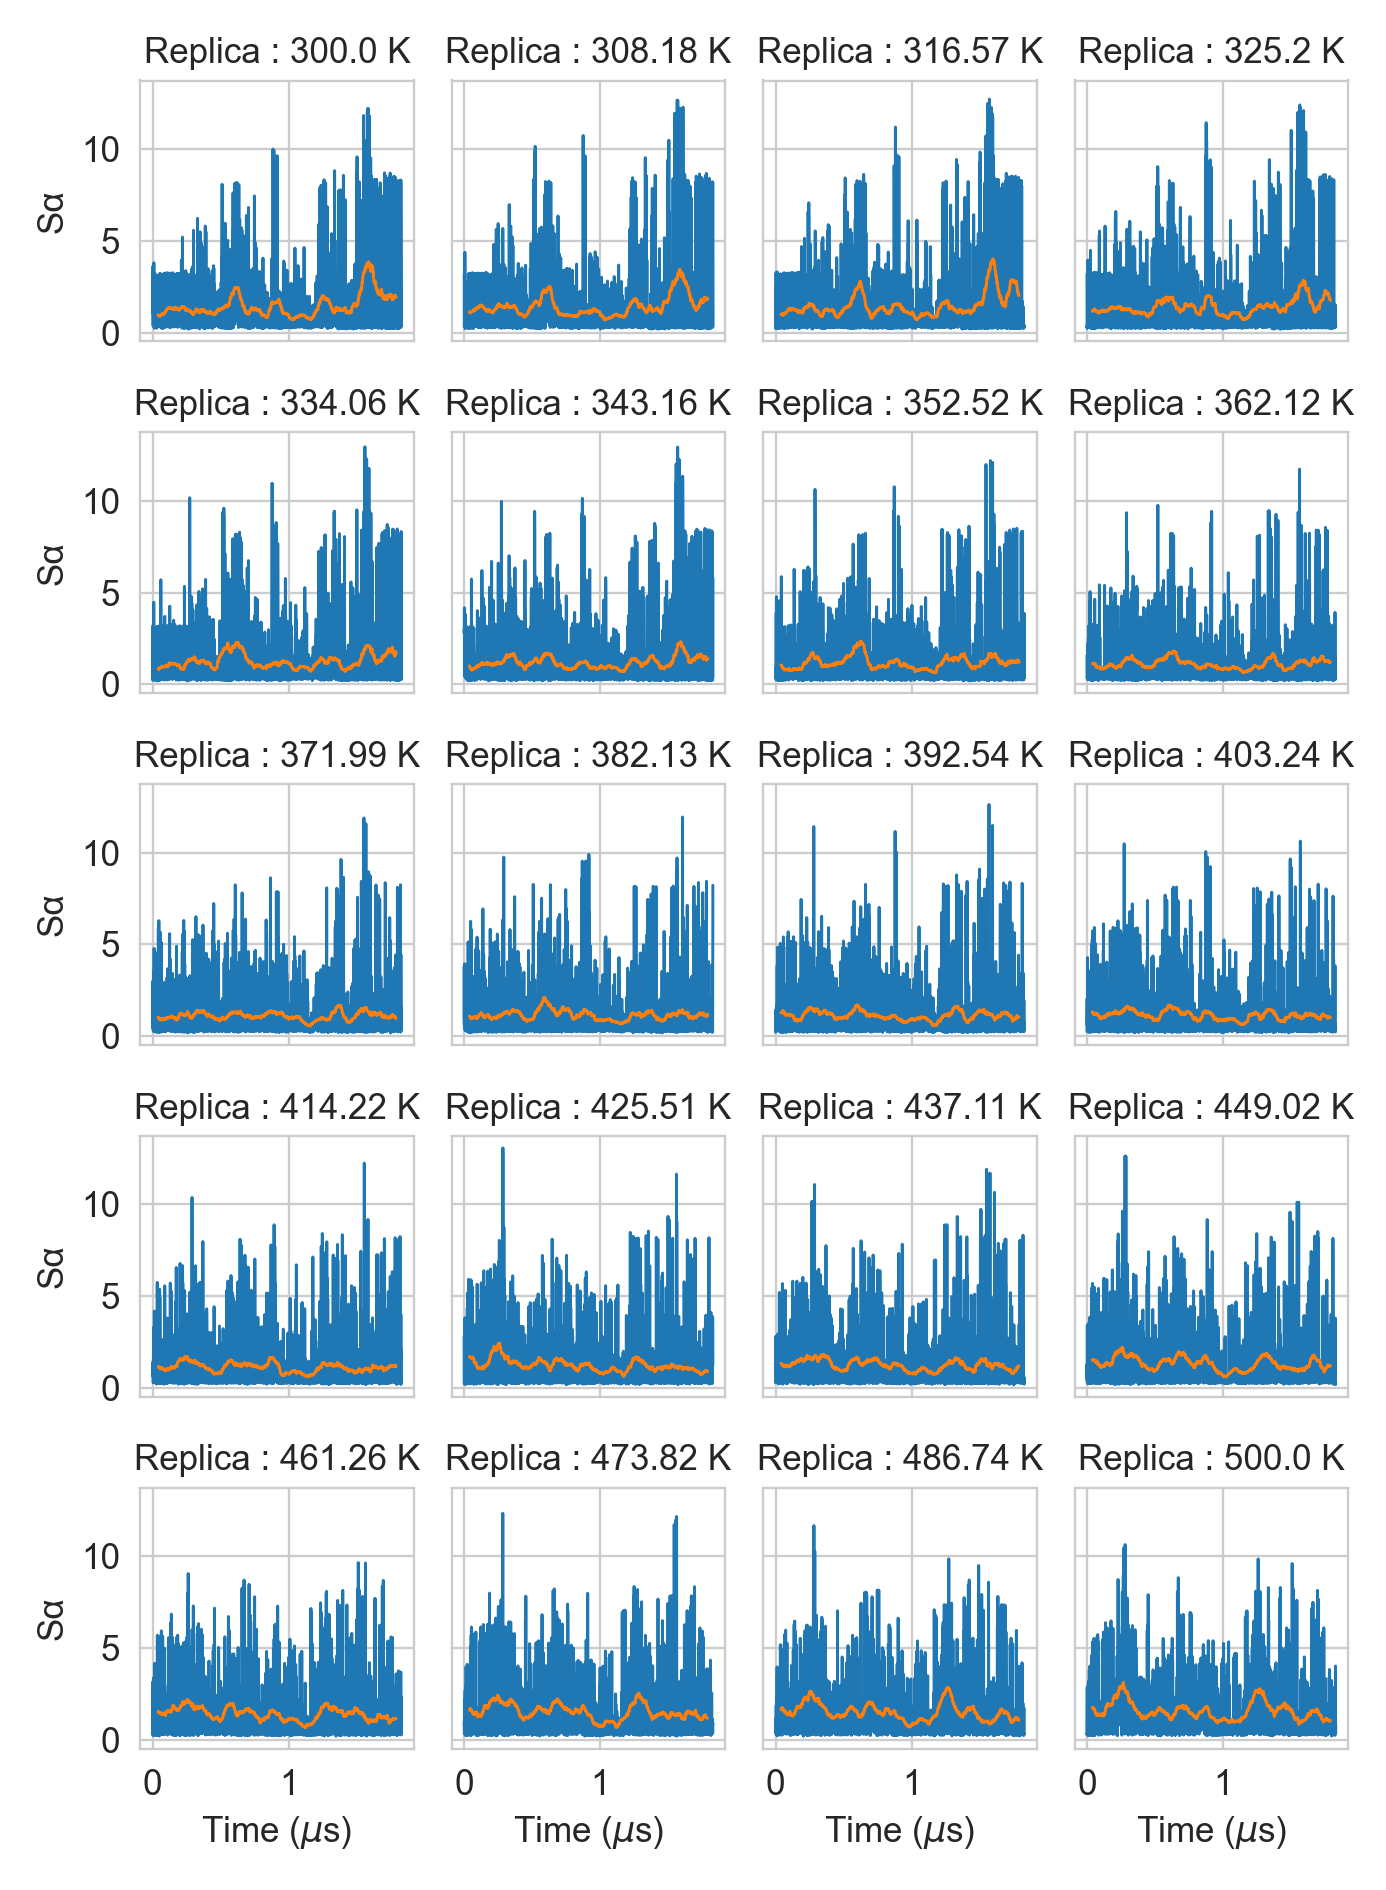 Replica : 300.0 K
Replica : 308.18 K
Replica : 316.57 K
Replica : 325.2 K
10
5
0
Sα
Replica : 334.06 K
Replica : 343.16 K
Replica : 352.52 K
Replica : 362.12 K
10
5
0
Sα
Replica : 371.99 K
Replica : 382.13 K
Replica : 392.54 K
Replica : 403.24 K
10
5
0
Sα
Replica : 414.22 K
Replica : 425.51 K
Replica : 437.11 K
Replica : 449.02 K
10
5
0
Sα
Replica : 461.26 K
Replica : 473.82 K
Replica : 486.74 K
Replica : 500.0 K
10
5
0
Sα
0 1
0 1
0 1
0 1
Time (μs)
Time (μs)
Time (μs)
Time (μs)